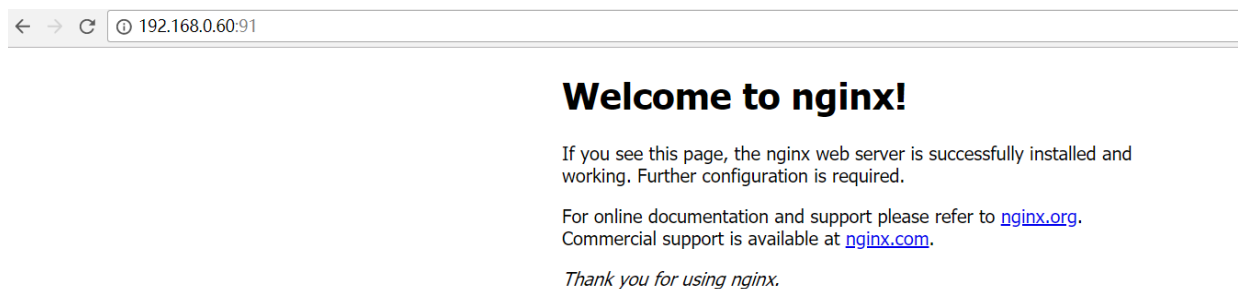 192.168.0.60:91
Welcome to nginx!
If you see this page, the nginx web server is successfully installed and
working. Further configuration is required.
For online documentation and support please refer to nginx.org.
Commercial support is available at nginx.com.
Thank you for using nginx.